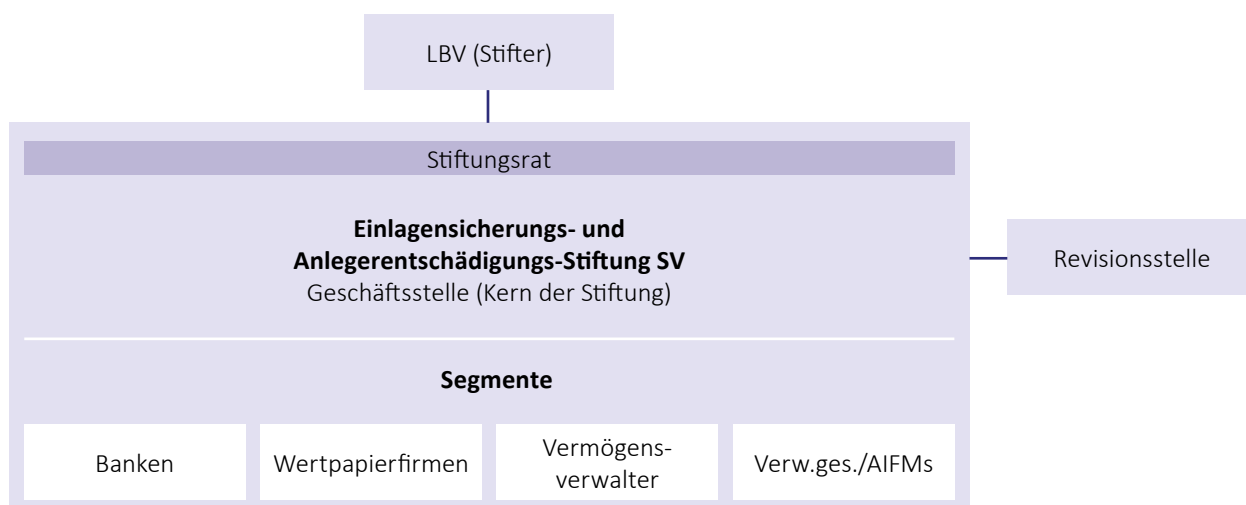 LBV (Stifter)
Stiftungsrat
Einlagensicherungs- und
Anlegerentschädigungs-Stiftung SV
Geschäftsstelle (Kern der Stiftung)
Revisionsstelle
Segmente
Banken
Wertpapierfirmen
Vermögens-
verwalter
Verw.ges./AIFMs